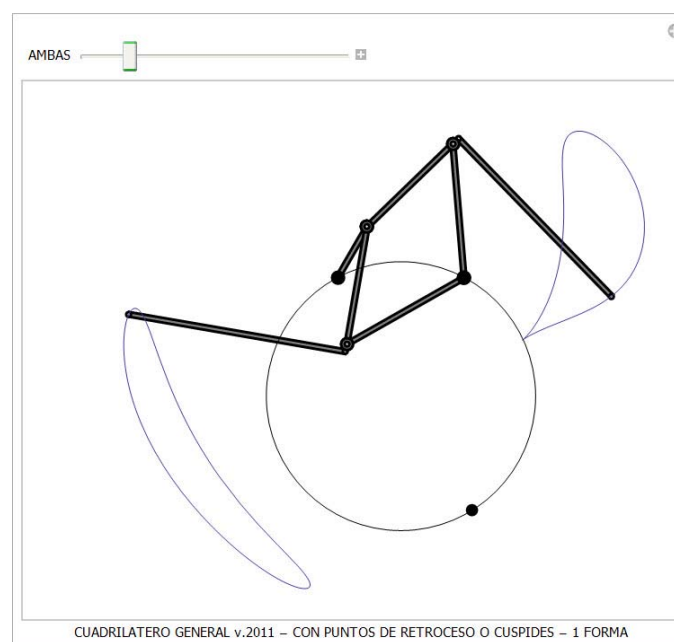 AMBAS
CUADRILATERO GENERAL v.2011 – CON PUNTOS DE RETROCESO O CUSPIDES – 1 FORMA